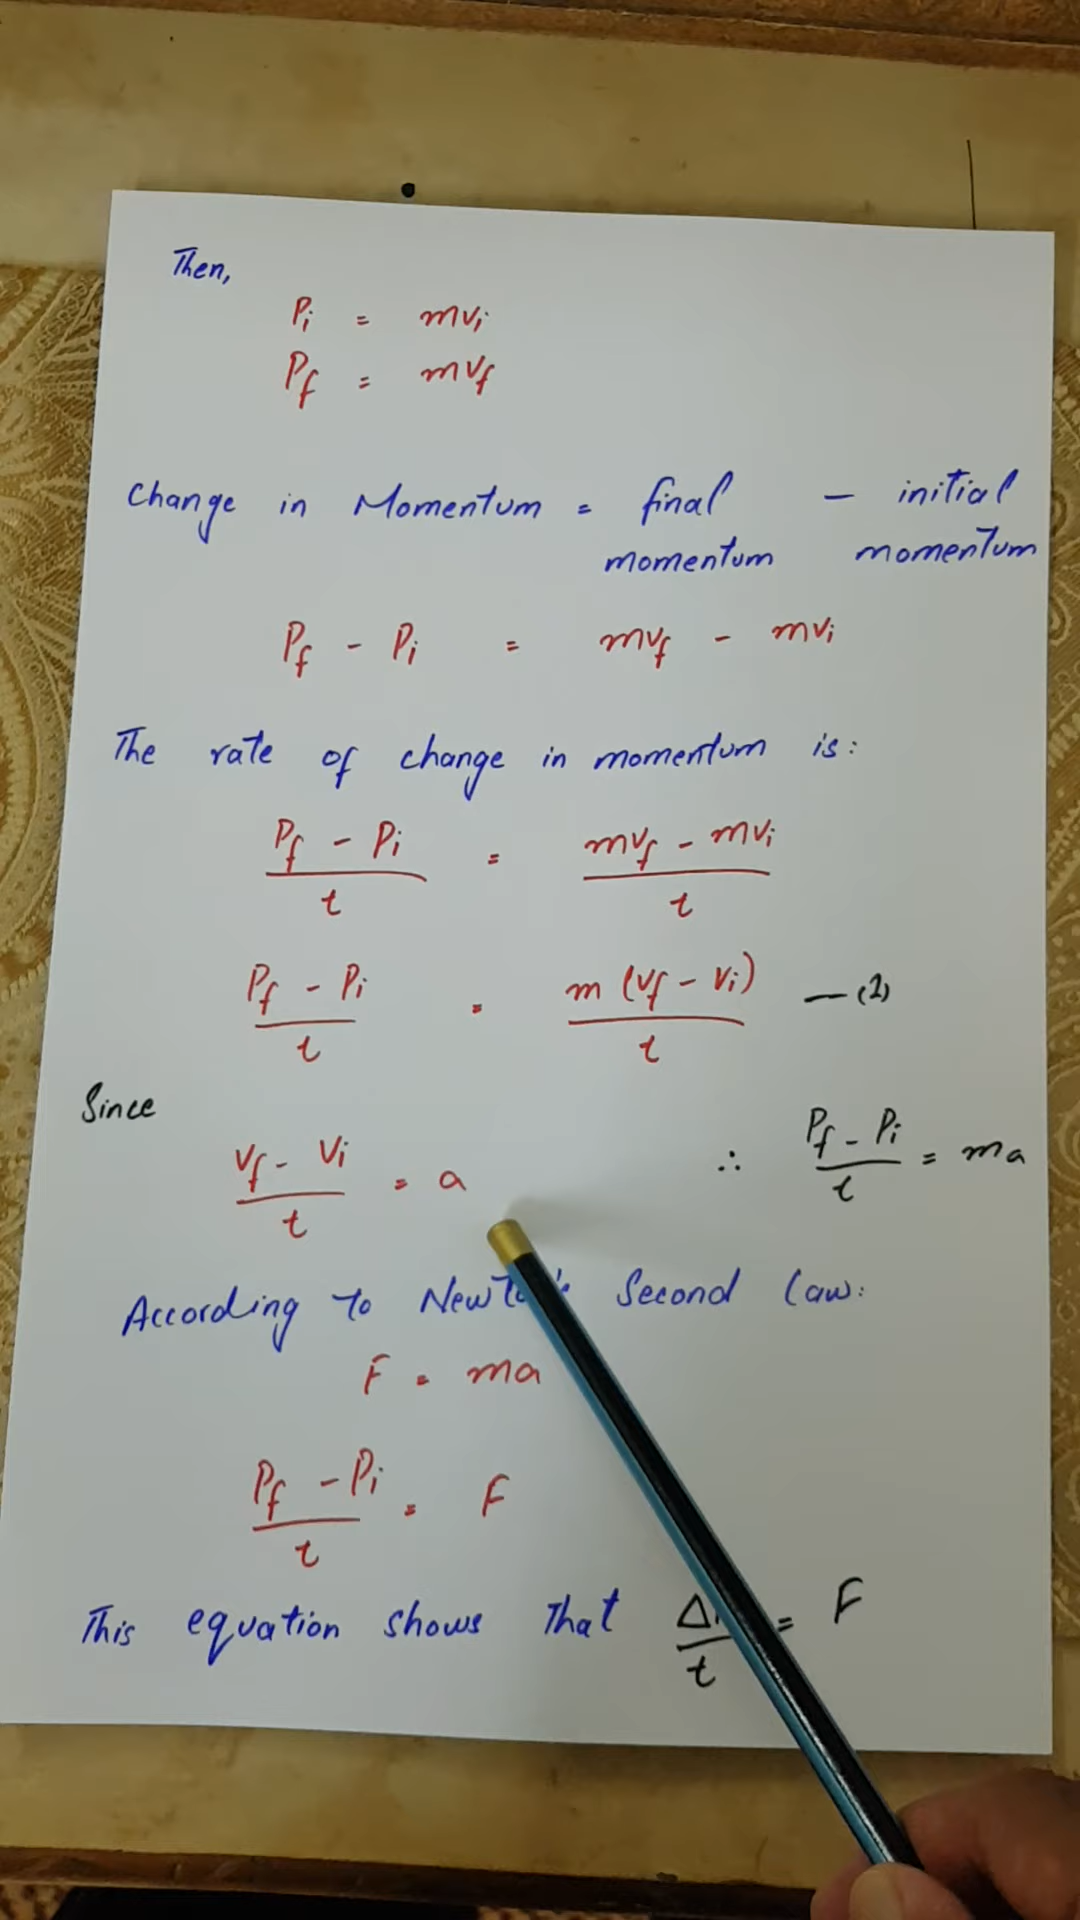 Then,
Pi = mvi
Pf = mvf
Change in Momentum = final momentum - initial momentum
Pf - Pi = mvf - mvi
The rate of change in momentum is:
Pf - Pi / t = mvf - mvi / t
Pf - Pi / t = m (vf - vi) / t — (2)
Since
vf - vi / t = a ∴ Pf - Pi / t = ma
According to Second Law:
F = ma
Pf - Pi / t = F
This equation shows that Δ / t = F